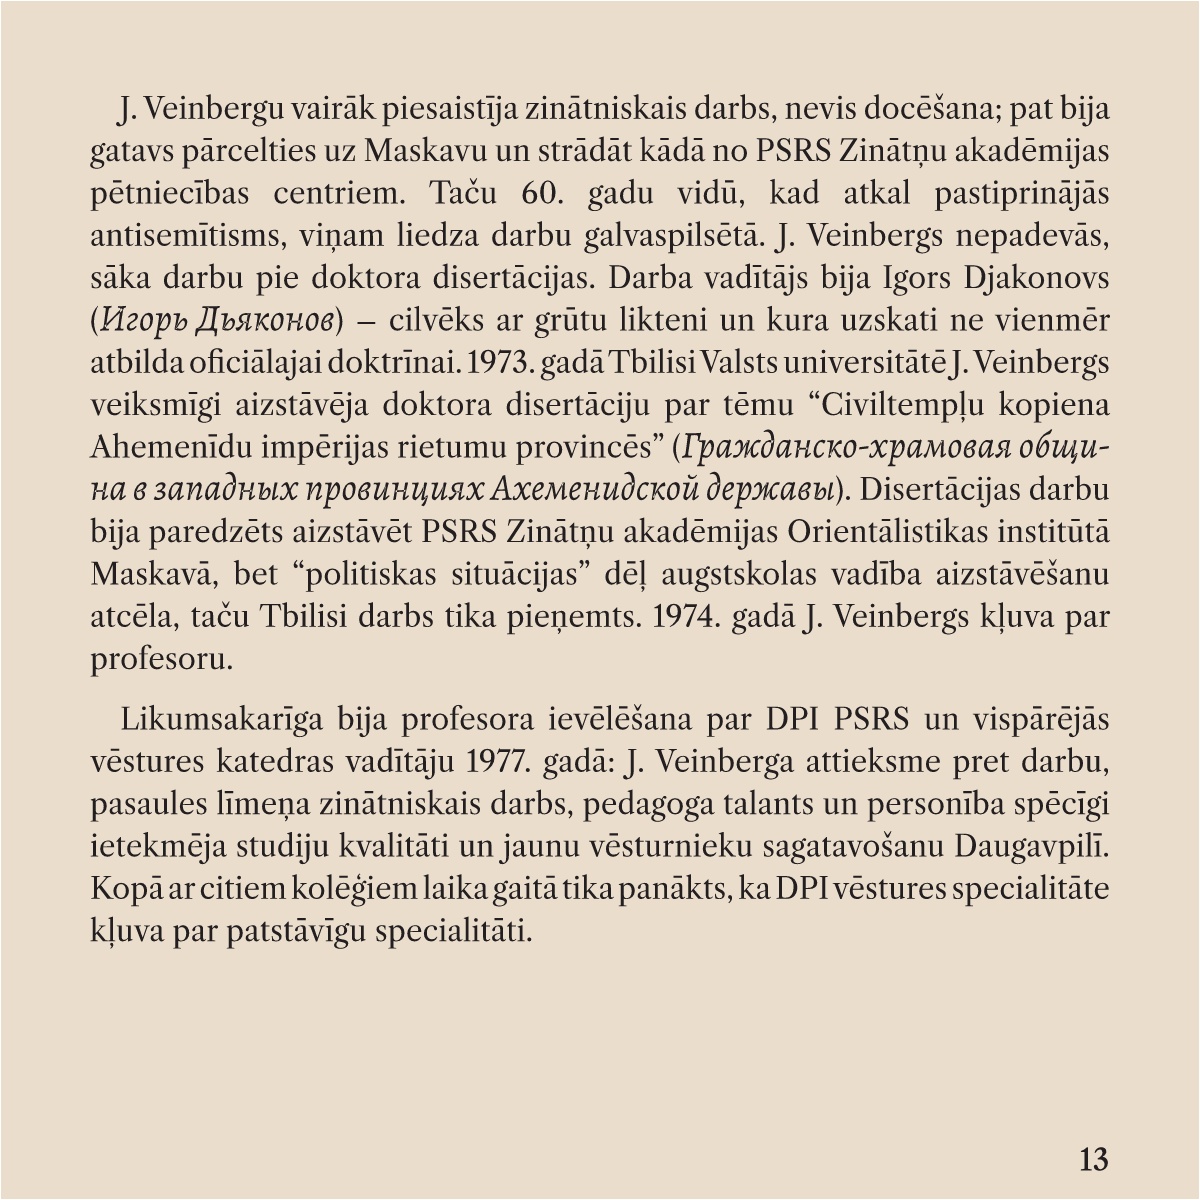 J. Veinbergu vairāk piesaistīja zinātniskais darbs, nevis docēšana; pat bija
gatavs pārcelties uz Maskavu un strādāt kādā no PSRS Zinātņu akadēmijas
pētniecības centriem. Taču 60. gadu vidū, kad atkal pastiprinājās
antisemītisms, viņam liedza darbu galvaspilsētā. J. Veinbergs nepadevās,
sāka darbu pie doktora disertācijas. Darba vadītājs bija Igors Djakonovs
(Игорь Дьяконов) – cilvēks ar grūtu likteni un kura uzskati ne vienmēr
atbilda oficiālajai doktrīnai. 1973. gadā Tbilisi Valsts universitātē J. Veinbergs
veiksmīgi aizstāvēja doktora disertāciju par tēmu “Civiltempļu kopiena
Ahemenīdu impērijas rietumu provincēs” (Гражданско-храмовая общи-
на в западных провинциях Ахеменидской державы). Disertācijas darbu
bija paredzēts aizstāvēt PSRS Zinātņu akadēmijas Orientālistikas institūtā
Maskavā, bet “politiskas situācijas” dēļ augstskolas vadība aizstāvēšanu
atcēla, taču Tbilisi darbs tika pieņemts. 1974. gadā J. Veinbergs kļuva par
profesoru.
Likumsakarīga bija profesora ievēlēšana par DPI PSRS un vispārējās
vēstures katedras vadītāju 1977. gadā: J. Veinberga attieksme pret darbu,
pasaules līmeņa zinātniskais darbs, pedagoga talants un personība spēcīgi
ietekmēja studiju kvalitāti un jaunu vēsturnieku sagatavošanu Daugavpilī.
Kopā ar citiem kolēģiem laika gaitā tika panākts, ka DPI vēstures specialitāte
kļuva par patstāvīgu specialitāti.
13